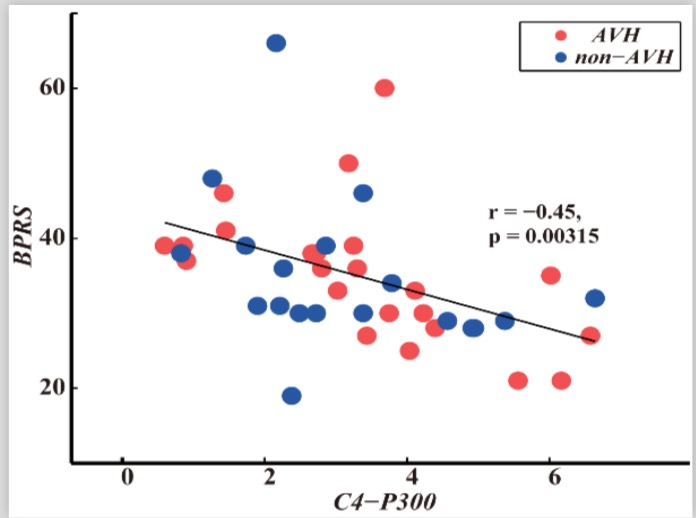 AVH
non−AVH
60
r = −0.45,
p = 0.00315
40
BPRS
20
0 2 4 6
C4−P300